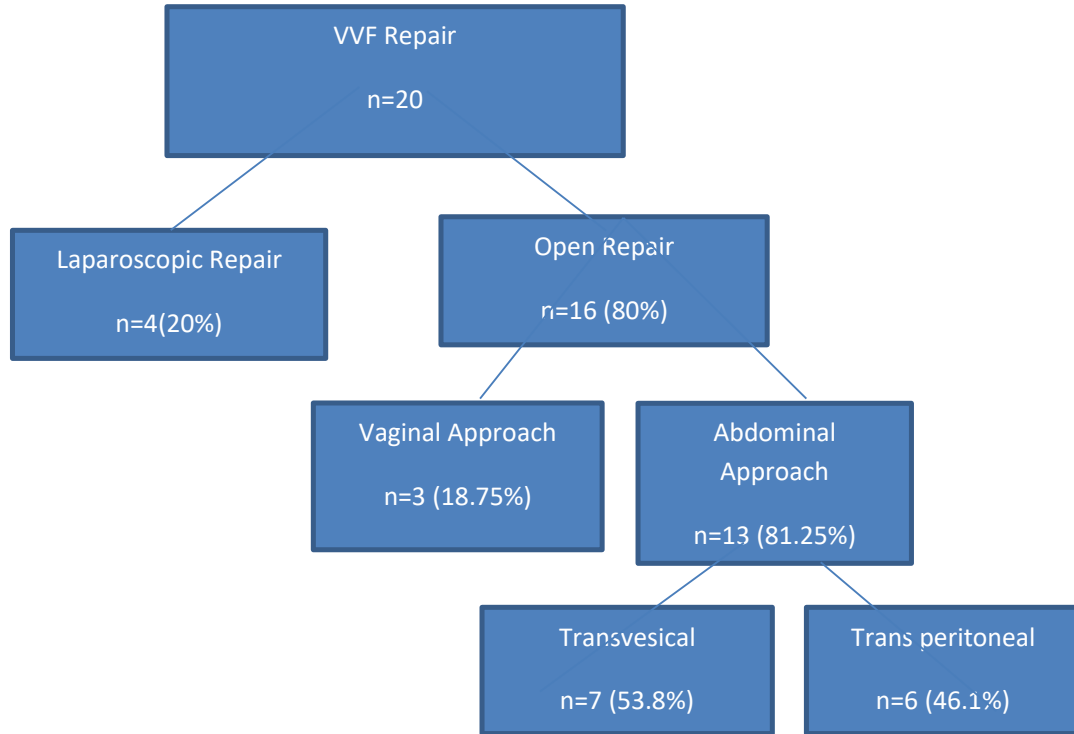 VVF Repair
n=20
Laparoscopic Repair
n=4(20%)
Open Repair
n=16 (80%)
Vaginal Approach
n=3 (18.75%)
Abdominal
Approach
n=13 (81.25%)
Transvesical
n=7 (53.8%)
Trans peritoneal
n=6 (46.1%)